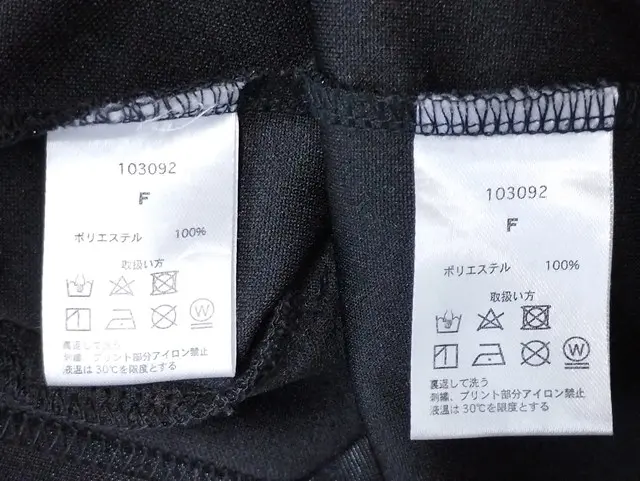 103092
F
ポリエステル 100%
取扱い方
W
裏返して洗う
刺繍、プリント部分アイロン禁止
液温は30℃を限度とする
103092
F
ポリエステル 100%
取扱い方
W
裏返して洗う
刺繍、プリント部分アイロン禁止
液温は30℃を限度とする